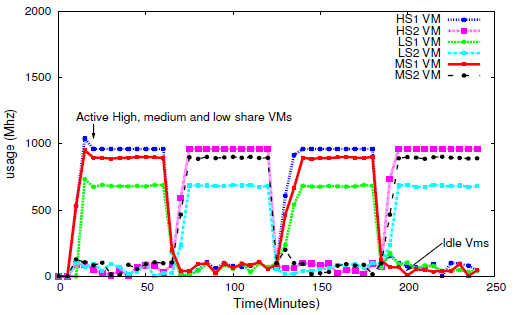 2000
1500
1000
500
0
usage (Mhz)
HS1 VM
HS2 VM
LS1 VM
LS2 VM
MS1 VM
MS2 VM
Active High, medium and low share VMs
Idle Vms
0 50 100 150 200 250
Time(Minutes)